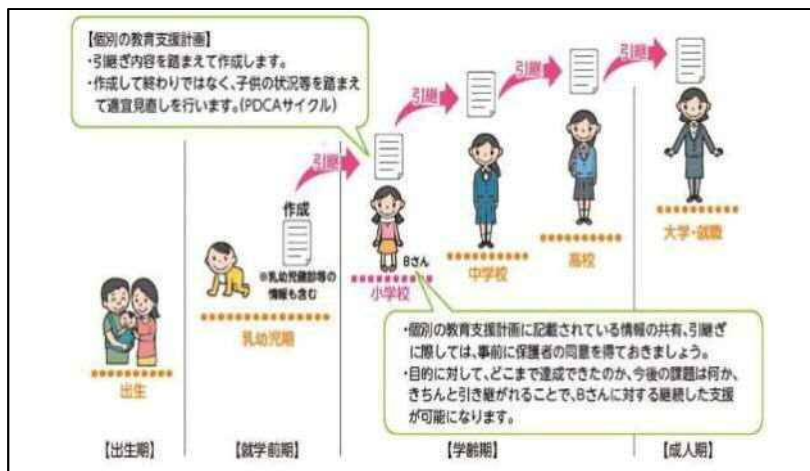 【個別の教育支援計画】
・引継ぎ内容を踏まえて作成します。
・作成して終わりではなく、子供の状況等を踏まえ
て適宜見直しを行います。(PDCAサイクル)
引継
引継
引継
引継
作成
※乳幼児健診等の
情報も含む
Bさん
出生
乳幼児期
小学校
中学校
高校
大学・就職
・個別の教育支援計画に記載されている情報の共有、引継ぎ
に際しては、事前に保護者の同意を得ておきましょう。
・目的に対して、どこまで達成できたのか、今後の課題は何か、
きちんと引き継がれることで、Bさんに対する継続した支援
が可能になります。
【出生期】
【就学前期】
【学齢期】
【成人期】